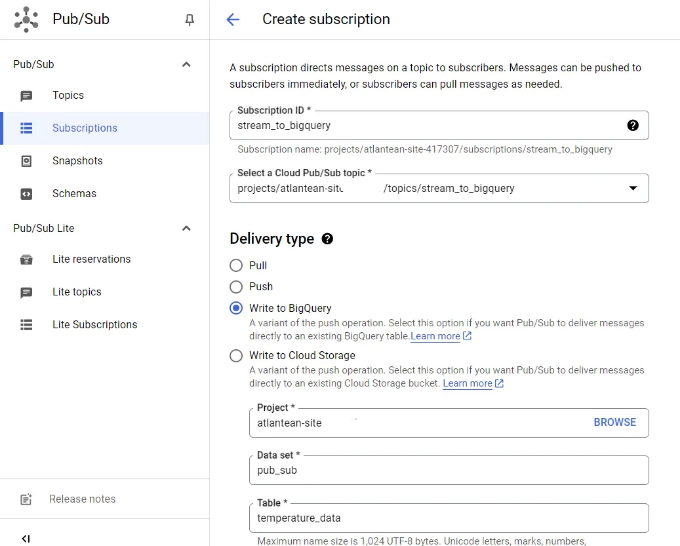 Pub/Sub
Create subscription
Pub/Sub
Topics
Subscriptions
Snapshots
Schemas
Pub/Sub Lite
Lite reservations
Lite topics
Lite Subscriptions
Release notes
A subscription directs messages on a topic to subscribers. Messages can be pushed to
subscribers immediately, or subscribers can pull messages as needed.
Subscription ID *
stream_to_bigquery
Subscription name: projects/atlantean-site-417307/subscriptions/stream_to_bigquery
Select a Cloud Pub/Sub topic *
projects/atlantean-site /topics/stream_to_bigquery
Delivery type
Pull
Push
Write to BigQuery
A variant of the push operation. Select this option if you want Pub/Sub to deliver messages
directly to an existing BigQuery table.Learn more
Write to Cloud Storage
A variant of the push operation. Select this option if you want Pub/Sub to deliver messages
directly to an existing Cloud Storage bucket. Learn more
Project *
atlantean-site
BROWSE
Data set *
pub_sub
Table *
temperature_data
Maximum name size is 1,024 UTF-8 bytes. Unicode letters, marks, numbers,